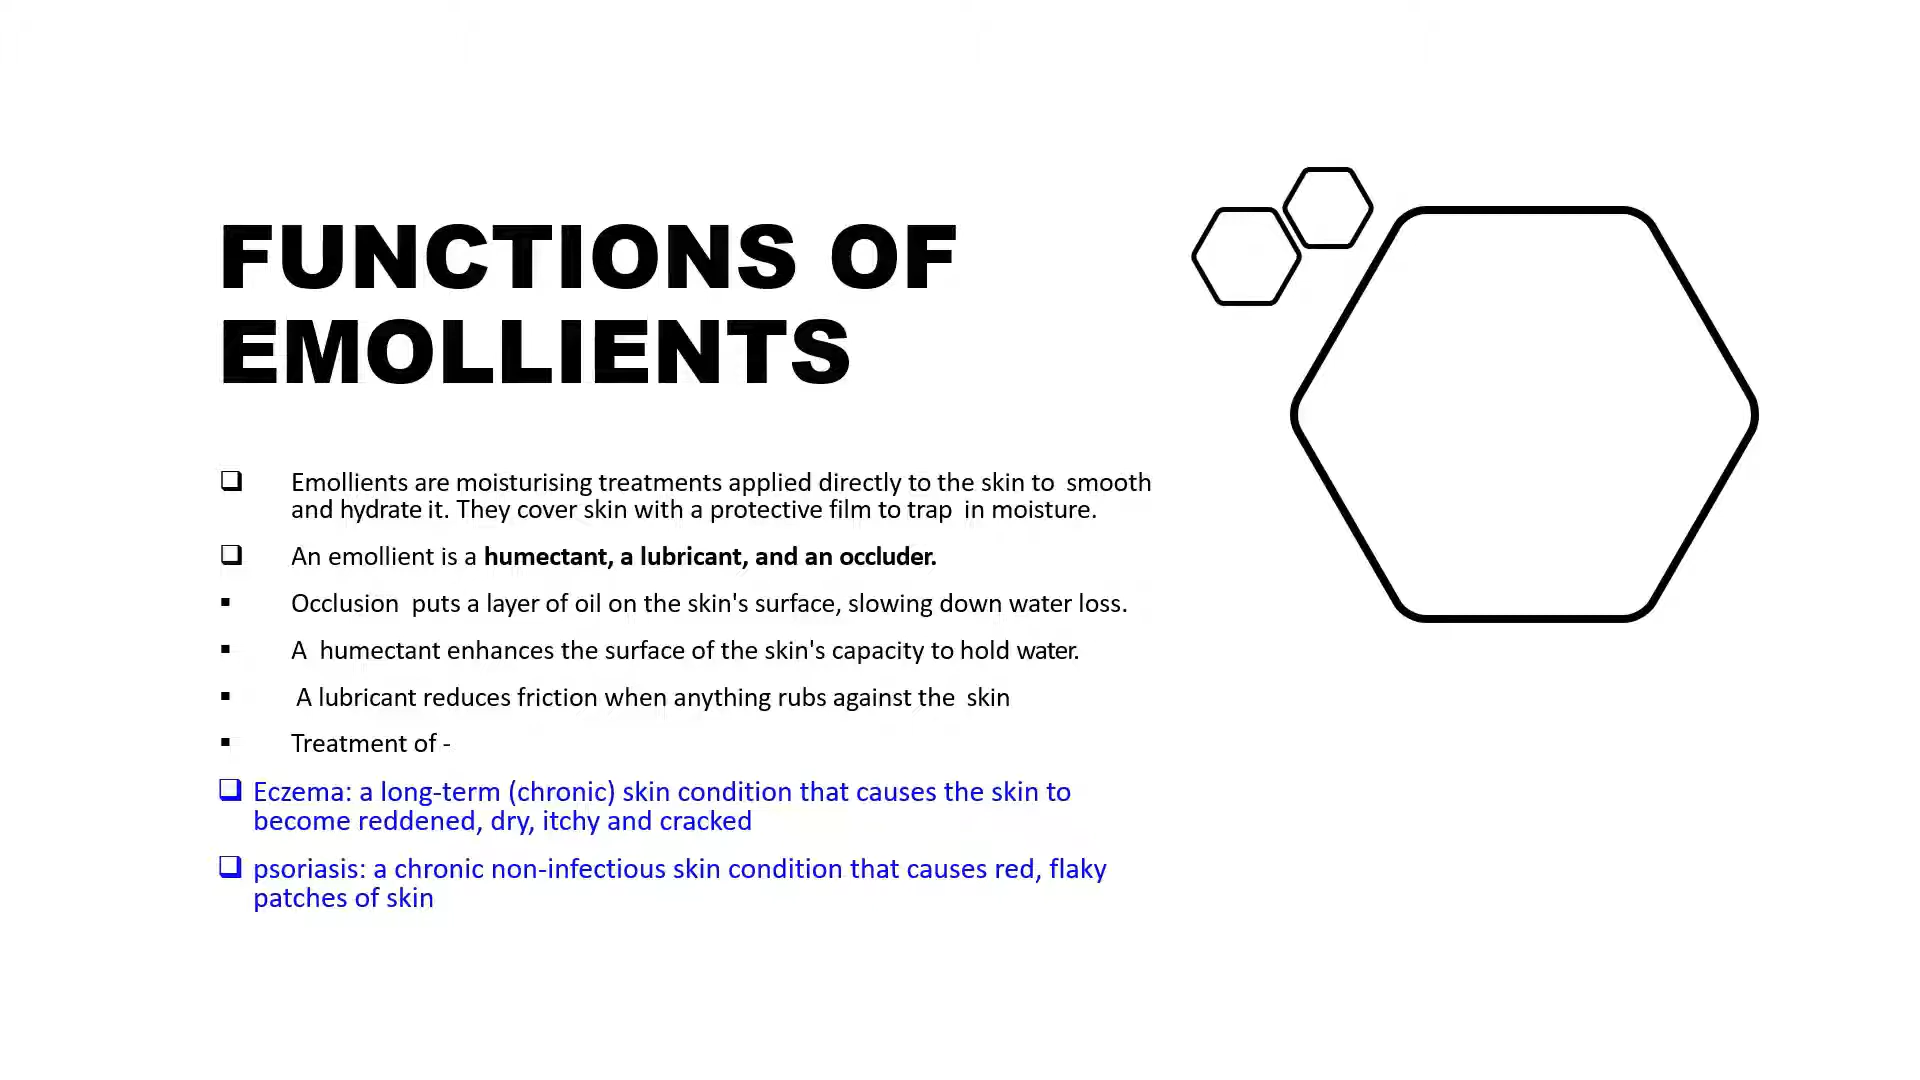 FUNCTIONS OF
EMOLLIENTS
❑ Emollients are moisturising treatments applied directly to the skin to smooth
and hydrate it. They cover skin with a protective film to trap in moisture.
❑ An emollient is a humectant, a lubricant, and an occluder.
▪ Occlusion puts a layer of oil on the skin's surface, slowing down water loss.
▪ A humectant enhances the surface of the skin's capacity to hold water.
▪ A lubricant reduces friction when anything rubs against the skin
▪ Treatment of -
❑ Eczema: a long-term (chronic) skin condition that causes the skin to
become reddened, dry, itchy and cracked
❑ psoriasis: a chronic non-infectious skin condition that causes red, flaky
patches of skin